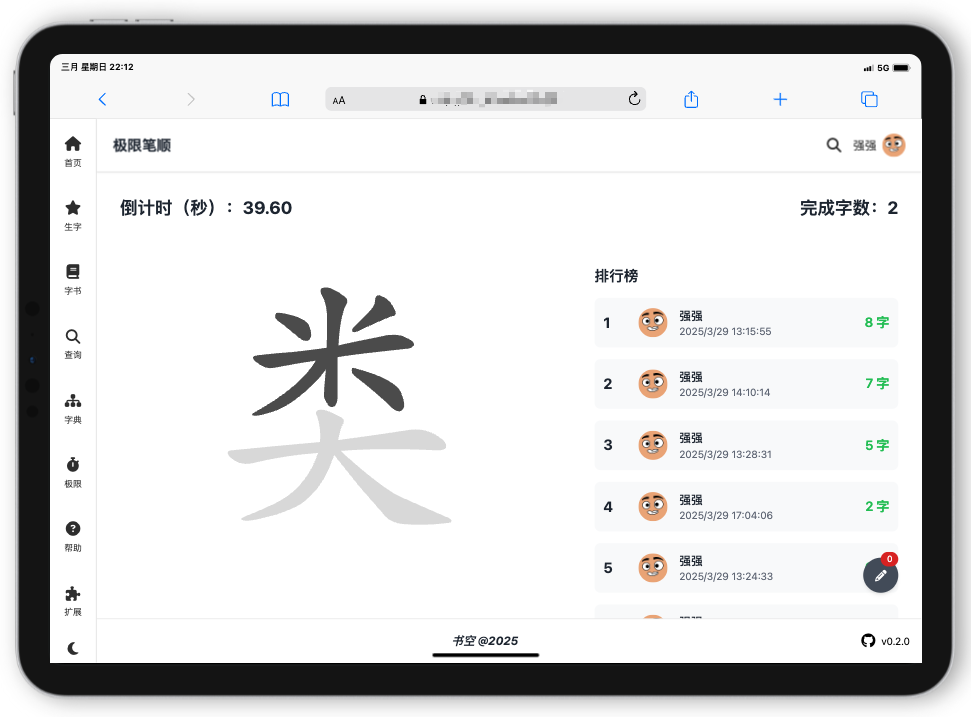 三月 星期日 22:12
5G
AA
极限笔顺
强强
首页
生字
字书
查询
字典
极限
帮助
扩展
倒计时（秒）：39.60
完成字数：2
类
排行榜
1 强强 8 字
2025/3/29 13:15:55
2 强强 7 字
2025/3/29 14:10:14
3 强强 5 字
2025/3/29 13:28:31
4 强强 2 字
2025/3/29 17:04:06
5 强强
2025/3/29 13:24:33
0
书空 @2025
v0.2.0